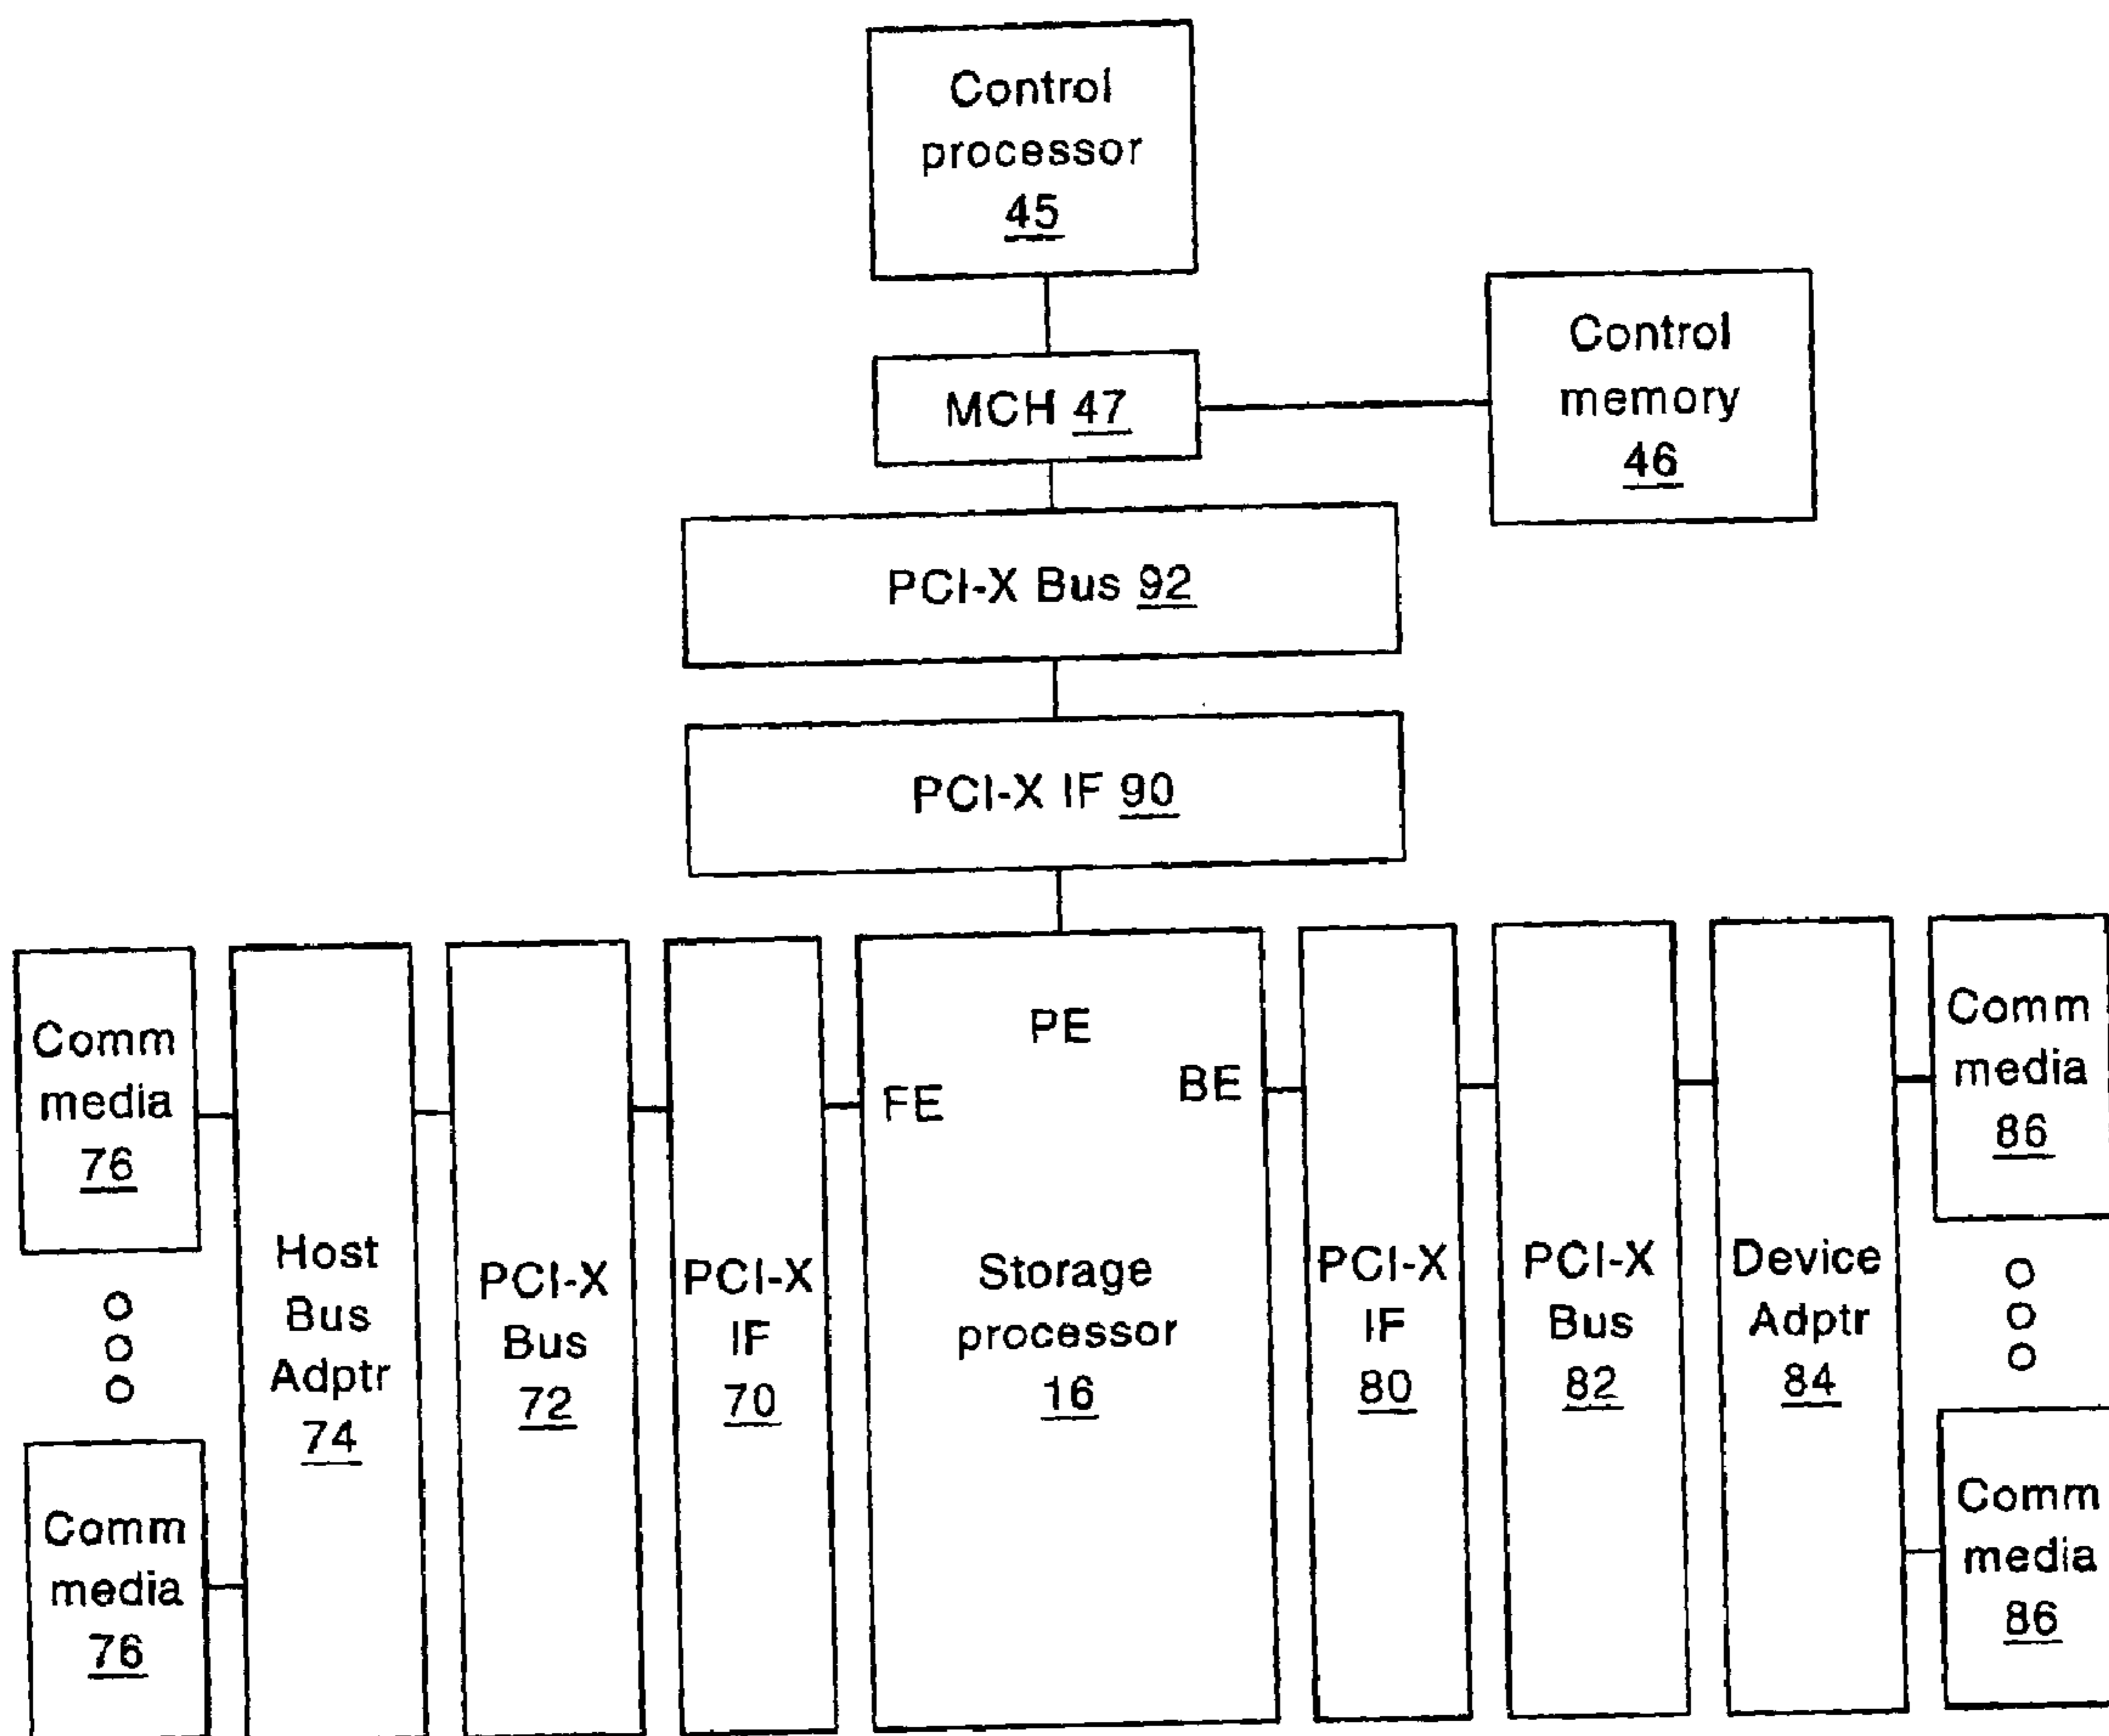 Control
processor
45
Control
memory
46
MCH 47
PCI-X Bus 92
PCI-X IF 90
Comm
media
76
Comm
media
76
Host
Bus
Adptr
74
PCI-X
Bus
72
PCI-X
IF
70
PE
FE
BE
Storage
processor
16
PCI-X
IF
80
PCI-X
Bus
82
Device
Adptr
84
Comm
media
86
Comm
media
86